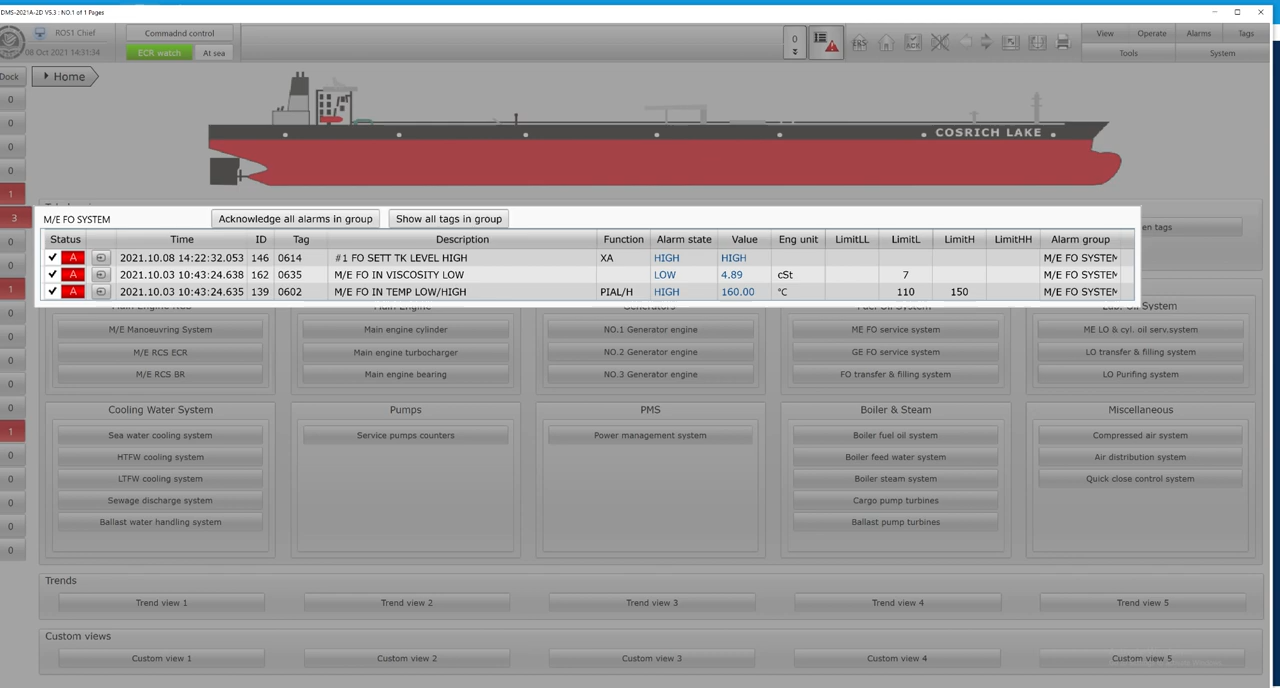 DMS-2021A-2D V5.3 : NO.1 of 1 Pages
ROS1 Chief
Commadnd control
08 Oct 2021 14:31:34
ECR watch
At sea
0
View
Operate
Alarms
Tags
Tools
System
Dock
Home
0
0
0
0
1
3
0
0
1
0
0
0
0
0
1
0
0
0
0
0
COSRICH LAKE
en tags
M/E FO SYSTEM
Acknowledge all alarms in group
Show all tags in group
Status Time ID Tag Description Function Alarm state Value Eng unit LimitLL LimitL LimitH LimitHH Alarm group
A 2021.10.08 14:22:32.053 146 0614 #1 FO SETT TK LEVEL HIGH XA HIGH HIGH M/E FO SYSTEM
A 2021.10.03 10:43:24.638 162 0635 M/E FO IN VISCOSITY LOW LOW 4.89 cSt 7 M/E FO SYSTEM
A 2021.10.03 10:43:24.635 139 0602 M/E FO IN TEMP LOW/HIGH PIAL/H HIGH 160.00 °C 110 150 M/E FO SYSTEM
M/E Manoeuvring System
M/E RCS ECR
M/E RCS BR
Main engine cylinder
Main engine turbocharger
Main engine bearing
NO.1 Generator engine
NO.2 Generator engine
NO.3 Generator engine
ME FO service system
GE FO service system
FO transfer & filling system
ME LO & cyl. oil serv.system
LO transfer & filling system
LO Purifing system
Cooling Water System
Sea water cooling system
HTFW cooling system
LTFW cooling system
Sewage discharge system
Ballast water handling system
Pumps
Service pumps counters
PMS
Power management system
Boiler & Steam
Boiler fuel oil system
Boiler feed water system
Boiler steam system
Cargo pump turbines
Ballast pump turbines
Miscellaneous
Compressed air system
Air distribution system
Quick close control system
Trends
Trend view 1
Trend view 2
Trend view 3
Trend view 4
Trend view 5
Custom views
Custom view 1
Custom view 2
Custom view 3
Custom view 4
Custom view 5